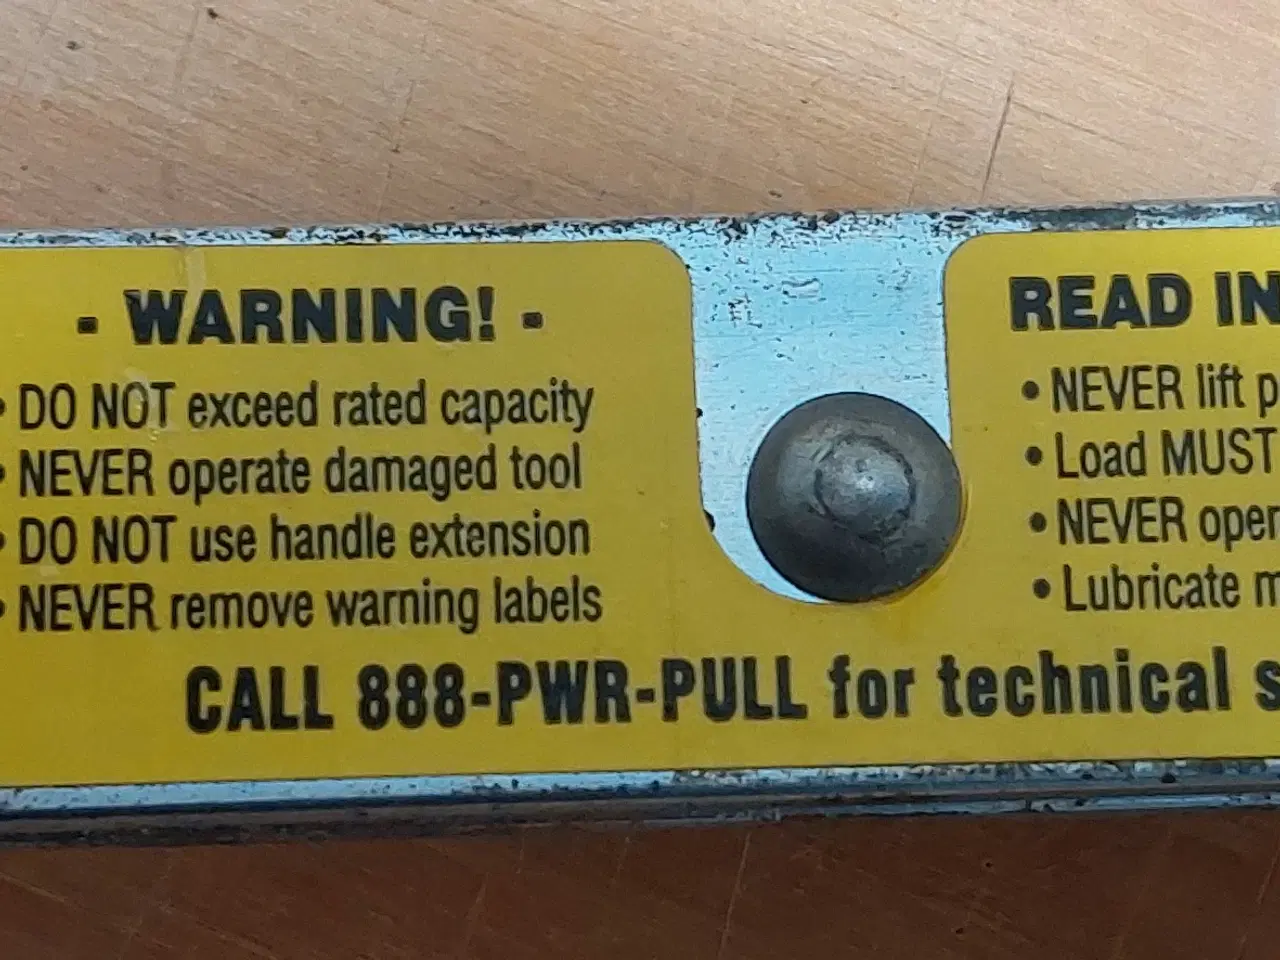 - WARNING! -
• DO NOT exceed rated capacity
• NEVER operate damaged tool
• DO NOT use handle extension
• NEVER remove warning labels
READ IN
• NEVER lift p
• Load MUST
• NEVER oper
• Lubricate m
CALL 888-PWR-PULL for technical s